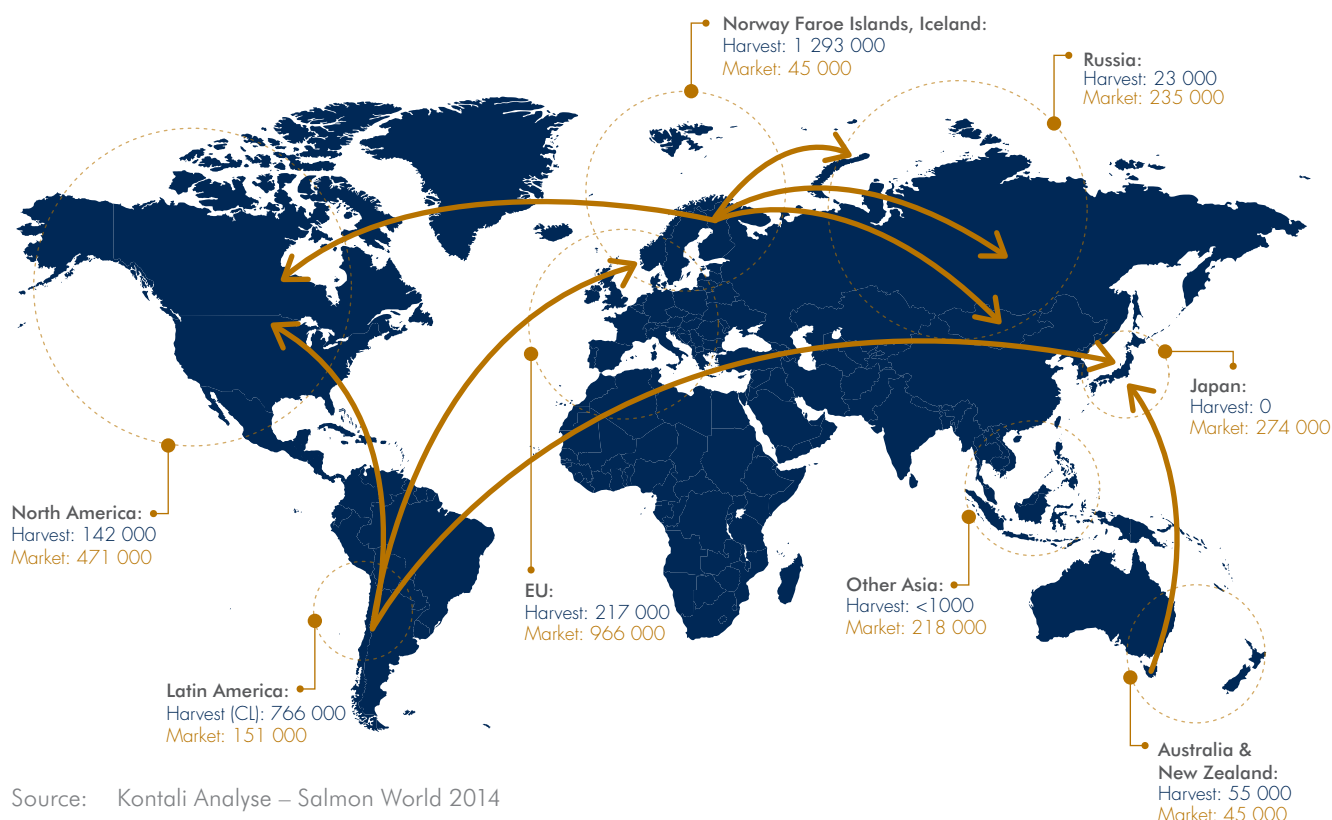 Norway Faroe Islands, Iceland:
Harvest: 1 293 000
Market: 45 000
Russia:
Harvest: 23 000
Market: 235 000
Japan:
Harvest: 0
Market: 274 000
North America:
Harvest: 142 000
Market: 471 000
EU:
Harvest: 217 000
Market: 966 000
Other Asia:
Harvest: <1000
Market: 218 000
Latin America:
Harvest (CL): 766 000
Market: 151 000
Australia &
New Zealand:
Harvest: 55 000
Market: 45 000
Source: Kontali Analyse – Salmon World 2014